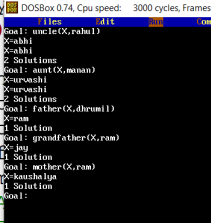 DOSBox 0.74, Cpu speed: 3000 cycles, Frames
Files Edit Run Com
Goal: uncle(X,rahul)
X=abhi
X=abhi
2 Solutions
Goal: aunt(X,manan)
X=urvashi
X=urvashi
2 Solutions
Goal: father(X,dhrumil)
X=ram
1 Solution
Goal: grandfather(X,ram)
X=jay
1 Solution
Goal: mother(X,ram)
X=kaushalya
1 Solution
Goal: